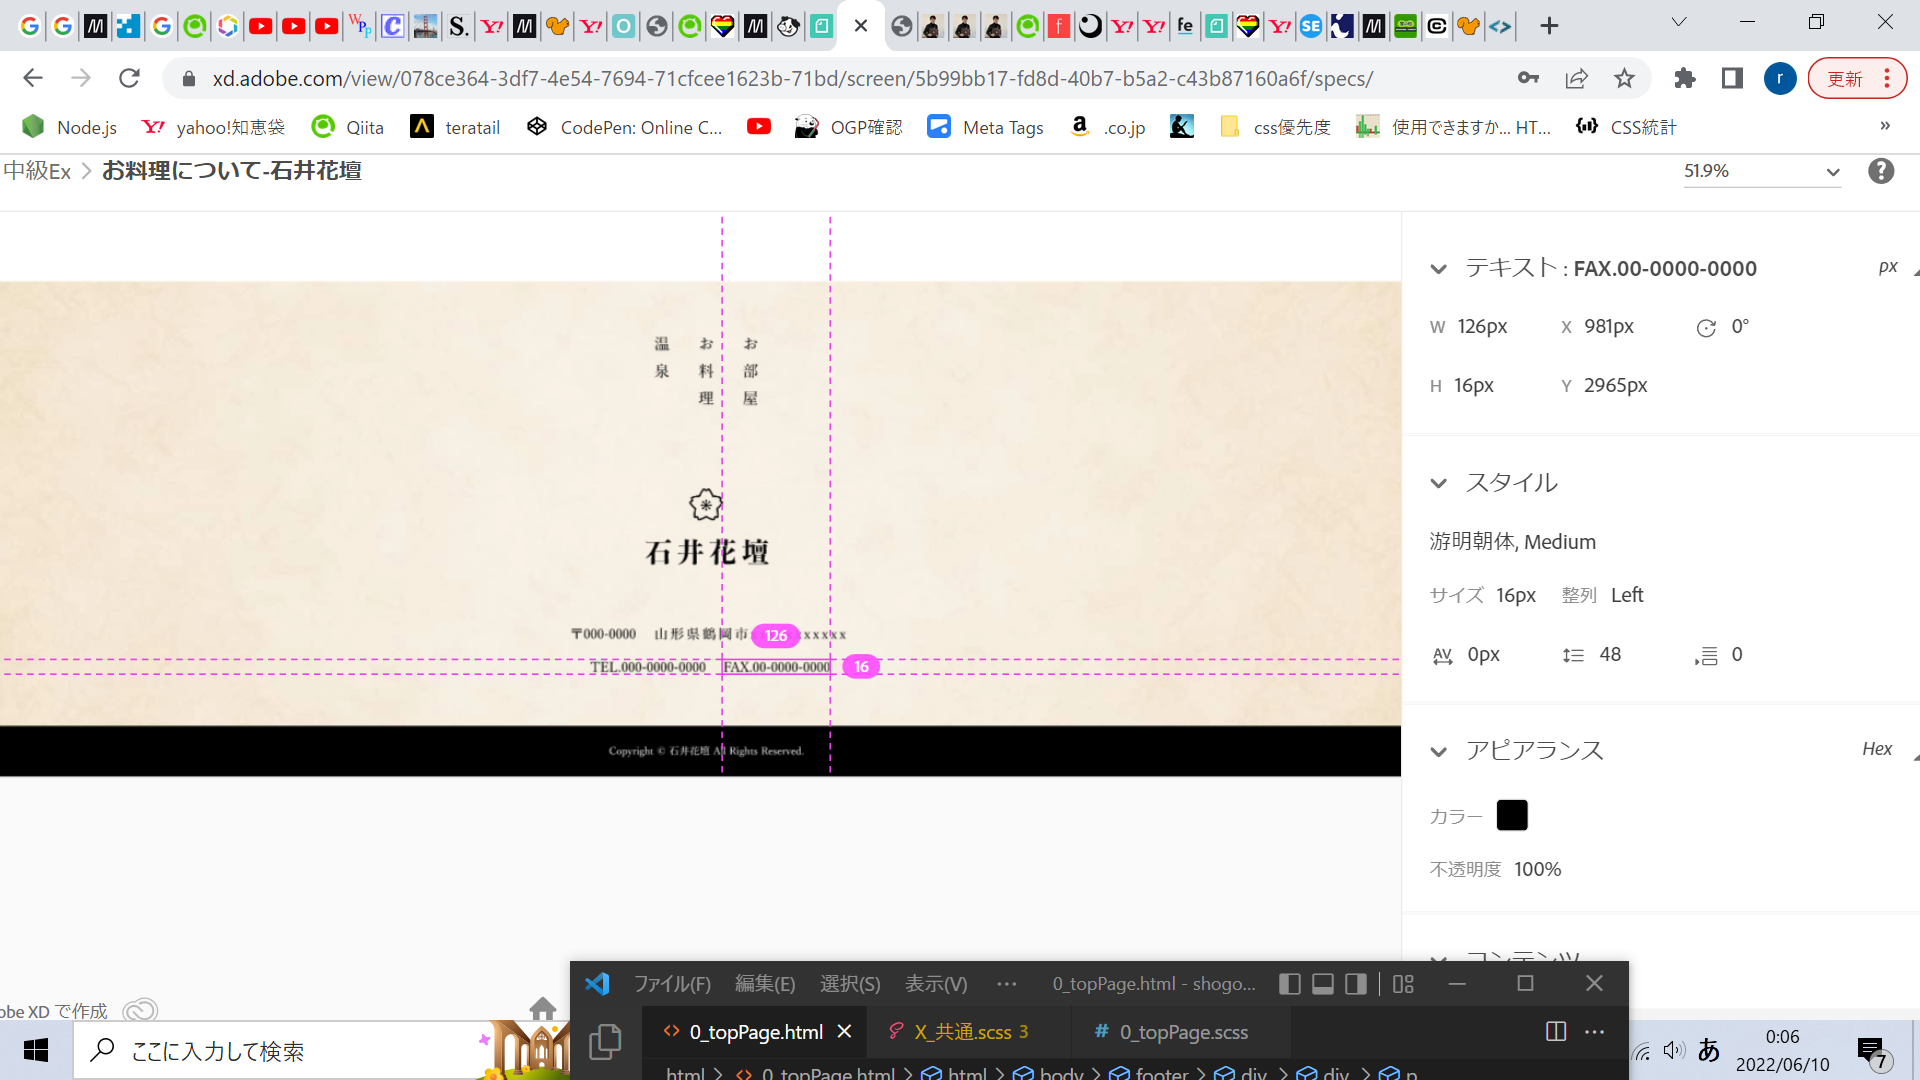 xd.adobe.com/view/078ce364-3df7-4e54-7694-71cfcee1623b-71bd/screen/5b99bb17-fd8d-40b7-b5a2-c43b87160a6f/specs/
r
更新
Node.js yahoo!知恵袋 Qiita teratail CodePen: Online C... OGP確認 Meta Tags .co.jp css優先度 使用できますか... HT... CSS統計 »
中級Ex > お料理について-石井花壇
51.9%
お部屋
お料理
温泉
石井花壇
〒000-0000 山形県鶴岡市
126
xxxxx
TEL.000-0000-0000 FAX.00-0000-0000
16
Copyright © 石井花壇 All Rights Reserved.
テキスト : FAX.00-0000-0000 px
W 126px X 981px 0°
H 16px Y 2965px
スタイル
游明朝体, Medium
サイズ 16px 整列 Left
AV 0px 48 0
アピアランス Hex
カラー
不透明度 100%
コンテンツ
obe XD で作成
ファイル(F) 編集(E) 選択(S) 表示(V) ··· 0_topPage.html - shogo...
0_topPage.html X_共通.scss 3 # 0_topPage.scss
html > 0_topPage.html > html > body > footer > div > div > p
ここに入力して検索
あ
0:06
2022/06/10
7